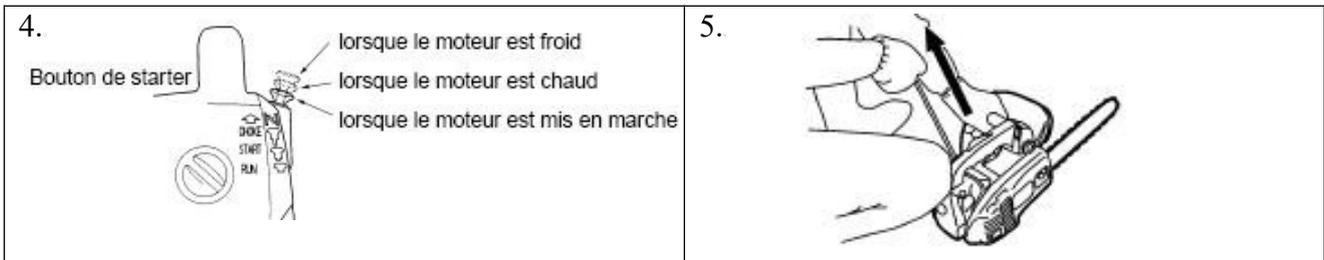 4.
lorsque le moteur est froid
Bouton de starter
lorsque le moteur est chaud
lorsque le moteur est mis en marche
CHOKE
START
RUN
5.